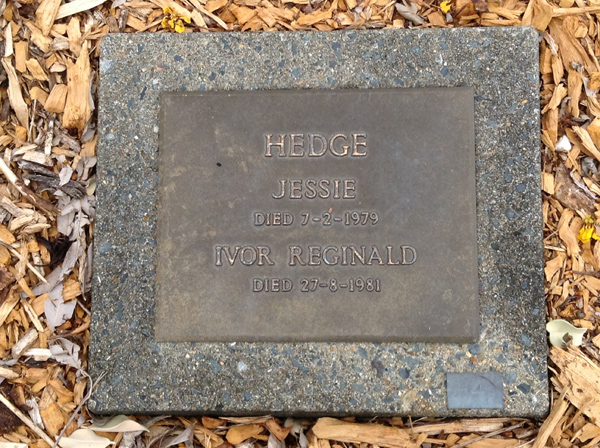 HEDGE
JESSIE
DIED 7-2-1979
IVOR REGINALD
DIED 27-8-1981